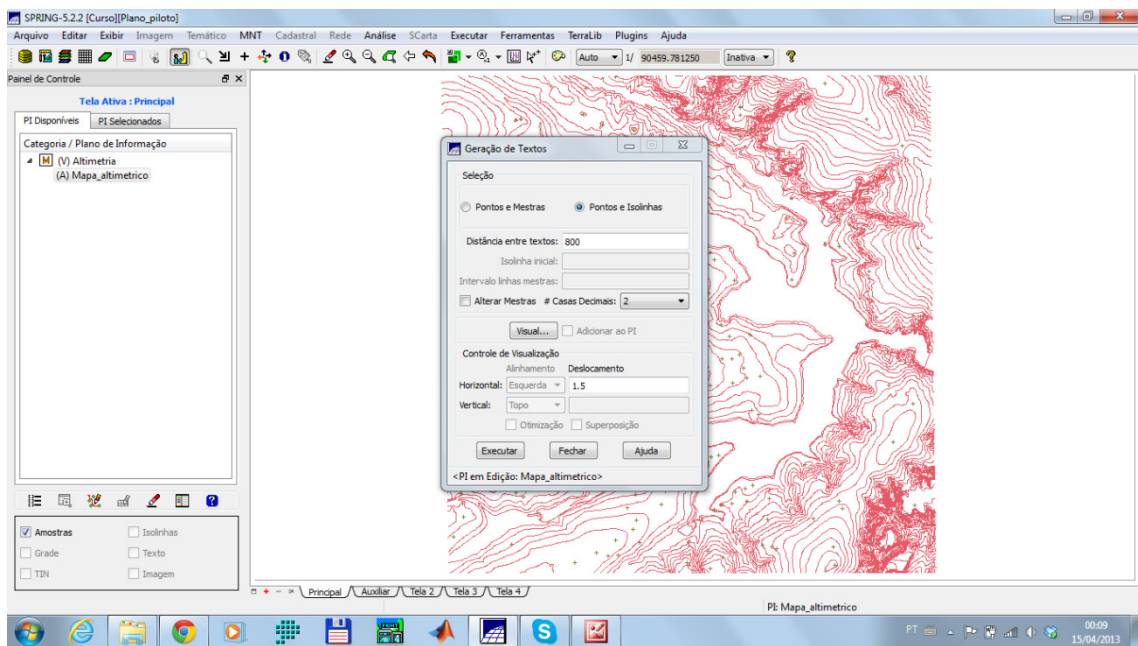 SPRING-5.2.2 [Curso][Plano_piloto]
Arquivo Editar Exibir Imagem Temático MNT Cadastral Rede Análise SCarta Executar Ferramentas TerraLib Plugins Ajuda
Auto 1/ 90459.781250 Inativa
Painel de Controle
Tela Ativa : Principal
PI Disponíveis PI Selecionados
Categoria / Plano de Informação
M (V) Altimetria
(A) Mapa_altimetrico
Amostras Isolinhas
Grade Texto
TIN Imagem
Geração de Textos
Seleção
Pontos e Mestras Pontos e Isolinhas
Distância entre textos: 800
Isolinha inicial:
Intervalo linhas mestras:
Alterar Mestras # Casas Decimais: 2
Visual... Adicionar ao PI
Controle de Visualização
Alinhamento Deslocamento
Horizontal: Esquerda 1.5
Vertical: Topo
Otimização Superposição
Executar Fechar Ajuda
<PI em Edição: Mapa_altimetrico>
Principal Auxiliar Tela 2 Tela 3 Tela 4
PI: Mapa_altimetrico
PT 00:09
15/04/2013